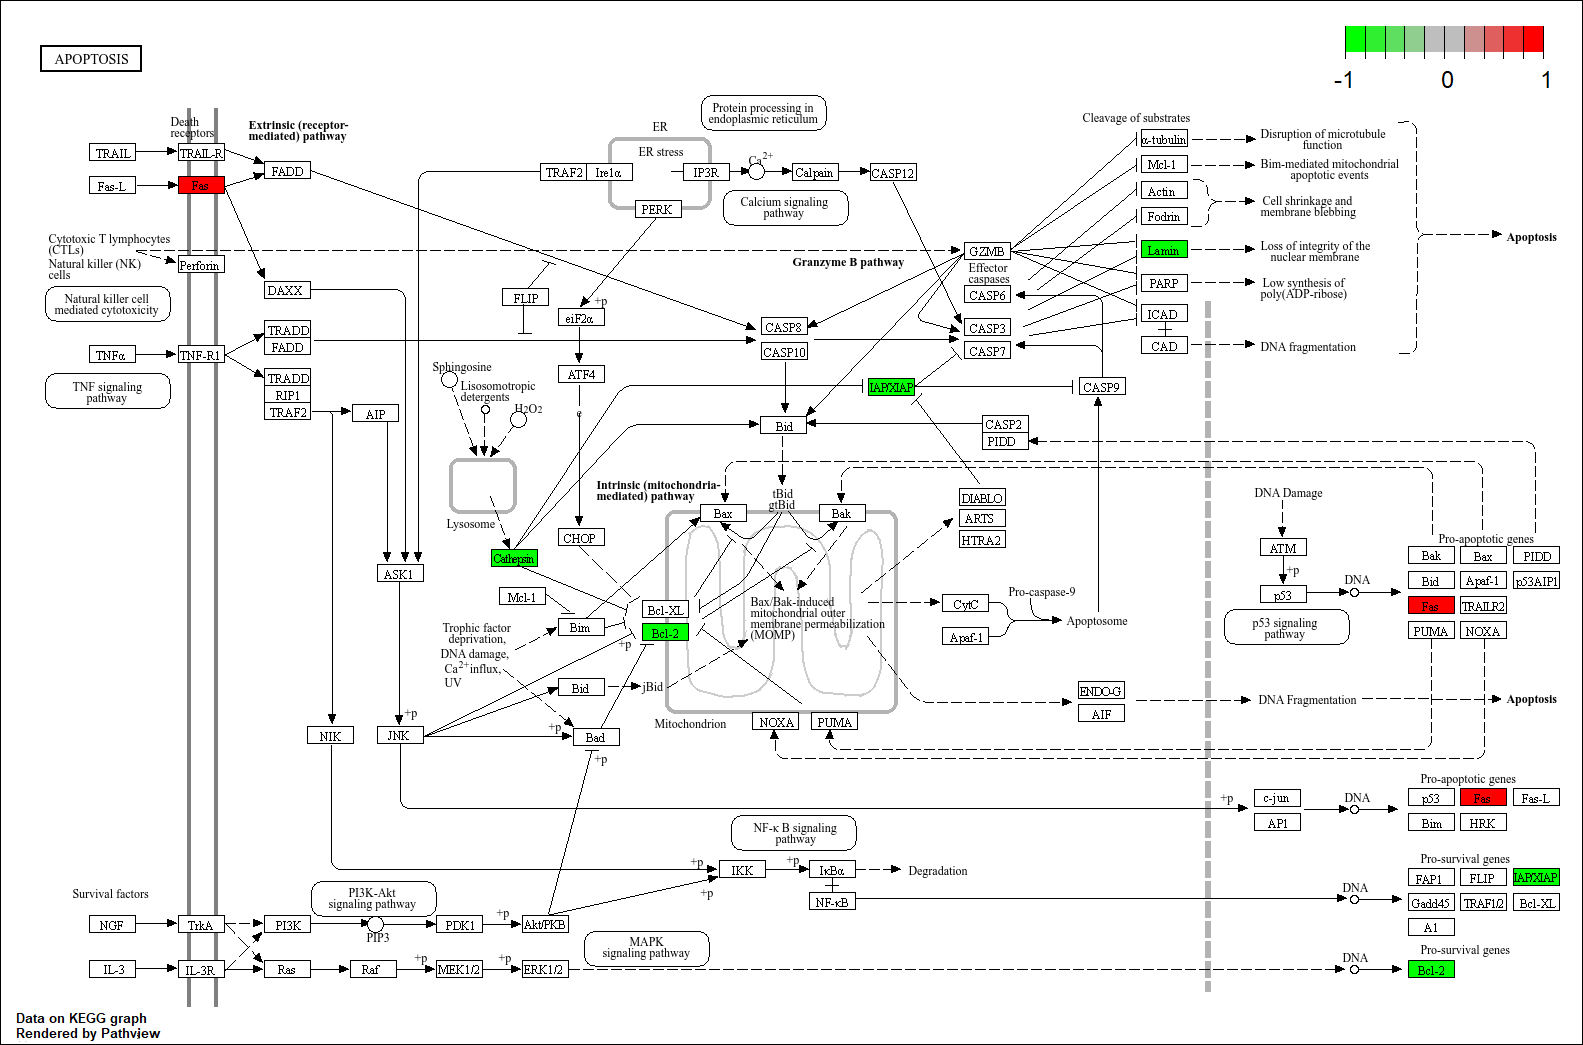 APOPTOSIS
-1 0 1
Death
receptors
Extrinsic (receptor-
mediated) pathway
TRAIL
TRAIL-R
FADD
Fas-L
Fas
Cytotoxic T lymphocytes
(CTLs)
Natural killer (NK)
cells
Perforin
Natural killer cell
mediated cytotoxicity
DAXX
TRADD
FADD
TNFα
TNF-R1
TNF signaling
pathway
TRADD
RIP1
TRAF2
AIP
ER
ER stress
TRAF2
Ire1α
IP3R
PERK
Protein processing in
endoplasmic reticulum
Ca2+
Calpain
CASP12
Calcium signaling
pathway
Granzyme B pathway
GZMB
Effector
caspases
CASP6
CASP3
CASP7
CASP8
CASP10
FLIP
+p
eiF2α
ATF4
e
CHOP
Sphingosine
Lisosomotropic
detergents
H2O2
Lysosome
Cathepsin
IAP/XIAP
CASP9
Bid
CASP2
PIDD
Cleavage of substrates
α-tubulin
Disruption of microtubule
function
Mcl-1
Bim-mediated mitochondrial
apoptotic events
Actin
Fodrin
Cell shrinkage and
membrane blebbing
Lamin
Loss of integrity of the
nuclear membrane
PARP
Low synthesis of
poly(ADP-ribose)
ICAD
CAD
DNA fragmentation
Apoptosis
Intrinsic (mitochondria-
mediated) pathway
tBid
gtBid
Bax
Bak
DIABLO
ARTS
HTRA2
ASK1
Mcl-1
Bim
Bcl-XL
Bcl-2
+p
Bax/Bak-induced
mitochondrial outer
membrane permeabilization
(MOMP)
Trophic factor
deprivation,
DNA damage,
Ca2+influx,
UV
Bid
jBid
Bad
+p
+p
Mitochondrion
NOXA
PUMA
CytC
Apaf-1
Pro-caspase-9
Apoptosome
ENDO-G
AIF
DNA Fragmentation
Apoptosis
DNA Damage
ATM
+p
p53
DNA
p53 signaling
pathway
Pro-apoptotic genes
Bak
Bax
PIDD
Bid
Apaf-1
p53AIP1
Fas
TRAILR2
PUMA
NOXA
NIK
+p
JNK
+p
c-jun
AP1
DNA
Pro-apoptotic genes
p53
Fas
Fas-L
Bim
HRK
NF-κ B signaling
pathway
+p
IKK
+p
IκBα
Degradation
+p
NF-κB
DNA
Pro-survival genes
FAP1
FLIP
IAP/XIAP
Gadd45
TRAF1/2
Bcl-XL
A1
Survival factors
NGF
TrkA
PI3K
PI3K-Akt
signaling pathway
PIP3
PDK1
+p
Akt/PKB
IL-3
IL-3R
Ras
Raf
+p
MEK1/2
+p
ERK1/2
MAPK
signaling pathway
DNA
Pro-survival genes
Bcl-2
Data on KEGG graph
Rendered by Pathview